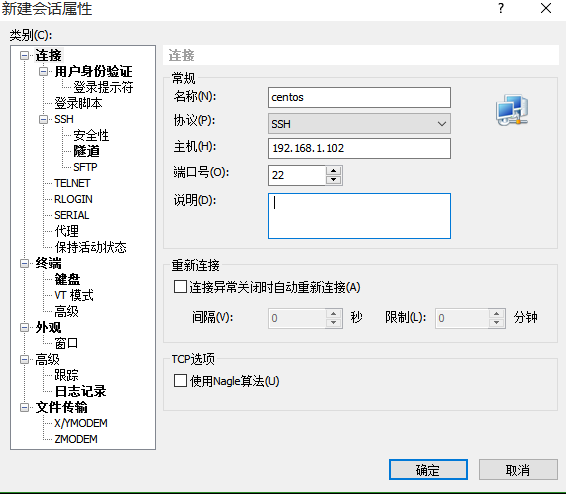 新建会话属性
类别(C):
连接
用户身份验证
登录提示符
登录脚本
SSH
安全性
隧道
SFTP
TELNET
RLOGIN
SERIAL
代理
保持活动状态
终端
键盘
VT 模式
高级
外观
窗口
高级
跟踪
日志记录
文件传输
X/YMODEM
ZMODEM
连接
常规
名称(N): centos
协议(P): SSH
主机(H): 192.168.1.102
端口号(O): 22
说明(D):
重新连接
连接异常关闭时自动重新连接(A)
间隔(V): 0 秒 限制(L): 0 分钟
TCP选项
使用Nagle算法(U)
确定 取消